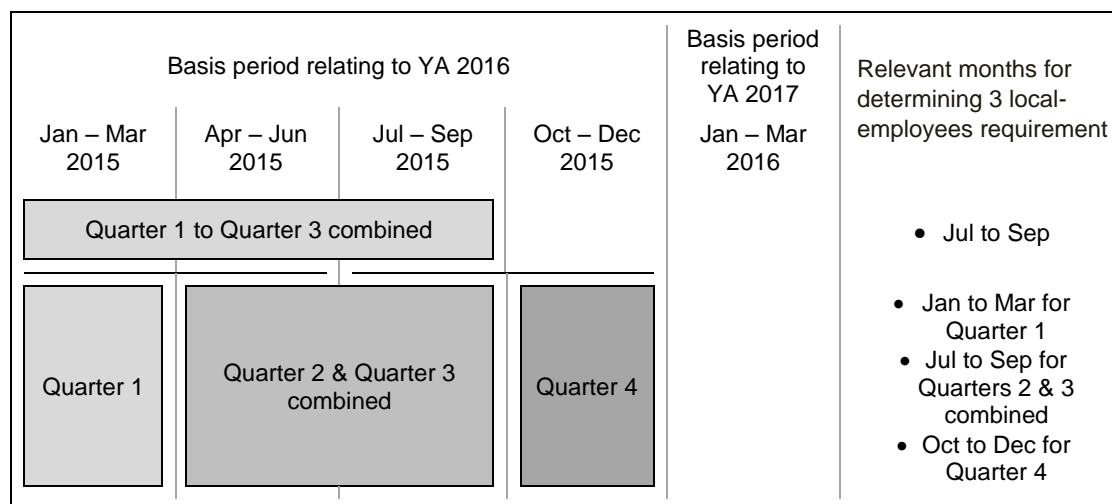 Basis period relating to YA 2016
Basis period
relating to
YA 2017
Relevant months for
determining 3 local-
employees requirement
Jan – Mar
2015
Apr – Jun
2015
Jul – Sep
2015
Oct – Dec
2015
Jan – Mar
2016
Quarter 1 to Quarter 3 combined
• Jul to Sep
Quarter 1
Quarter 2 & Quarter 3
combined
Quarter 4
• Jan to Mar for
Quarter 1
• Jul to Sep for
Quarters 2 & 3
combined
• Oct to Dec for
Quarter 4